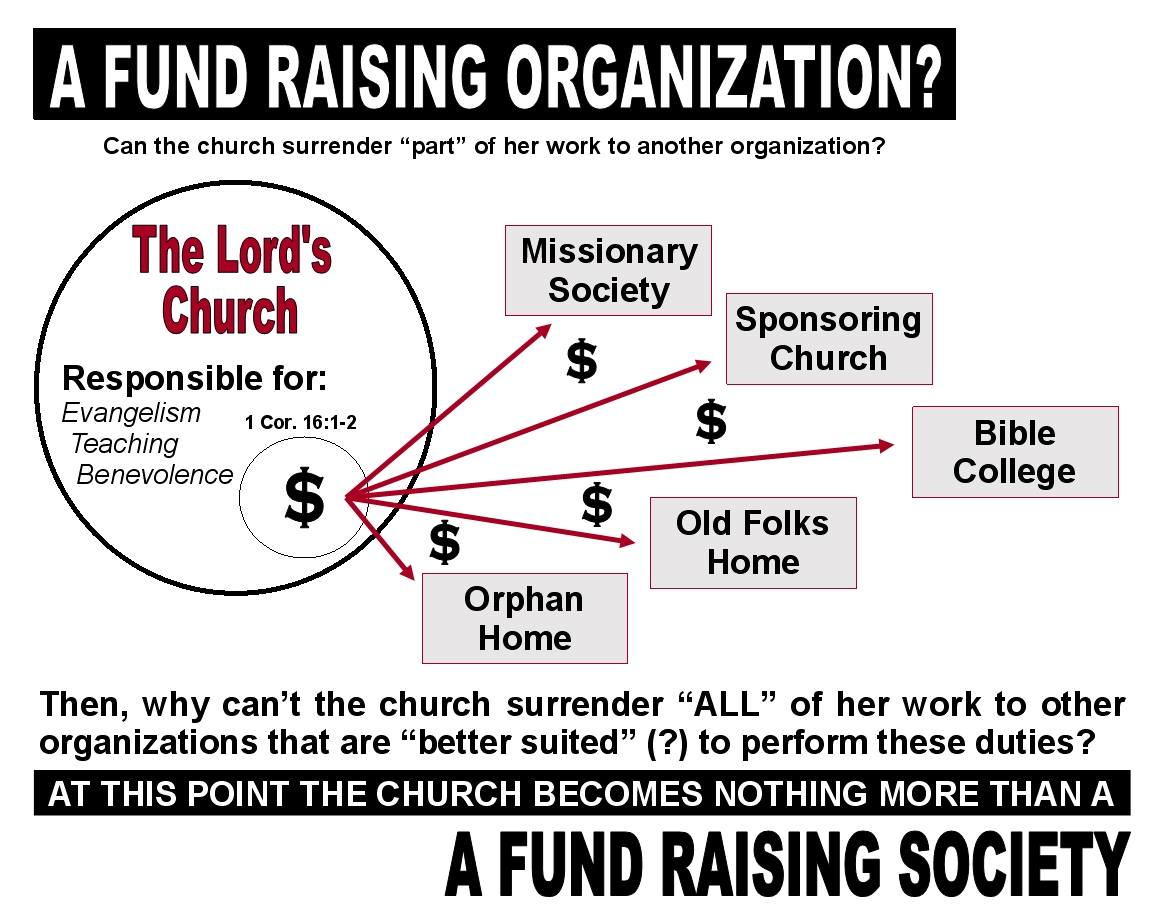 A FUND RAISING ORGANIZATION?
Can the church surrender “part” of her work to another organization?
The Lord's
Church
Responsible for:
Evangelism
Teaching
Benevolence
1 Cor. 16:1-2
$
Missionary
Society
$
Sponsoring
Church
$
Bible
College
$
Old Folks
Home
$
Orphan
Home
Then, why can’t the church surrender “ALL” of her work to other
organizations that are “better suited” (?) to perform these duties?
AT THIS POINT THE CHURCH BECOMES NOTHING MORE THAN A
A FUND RAISING SOCIETY